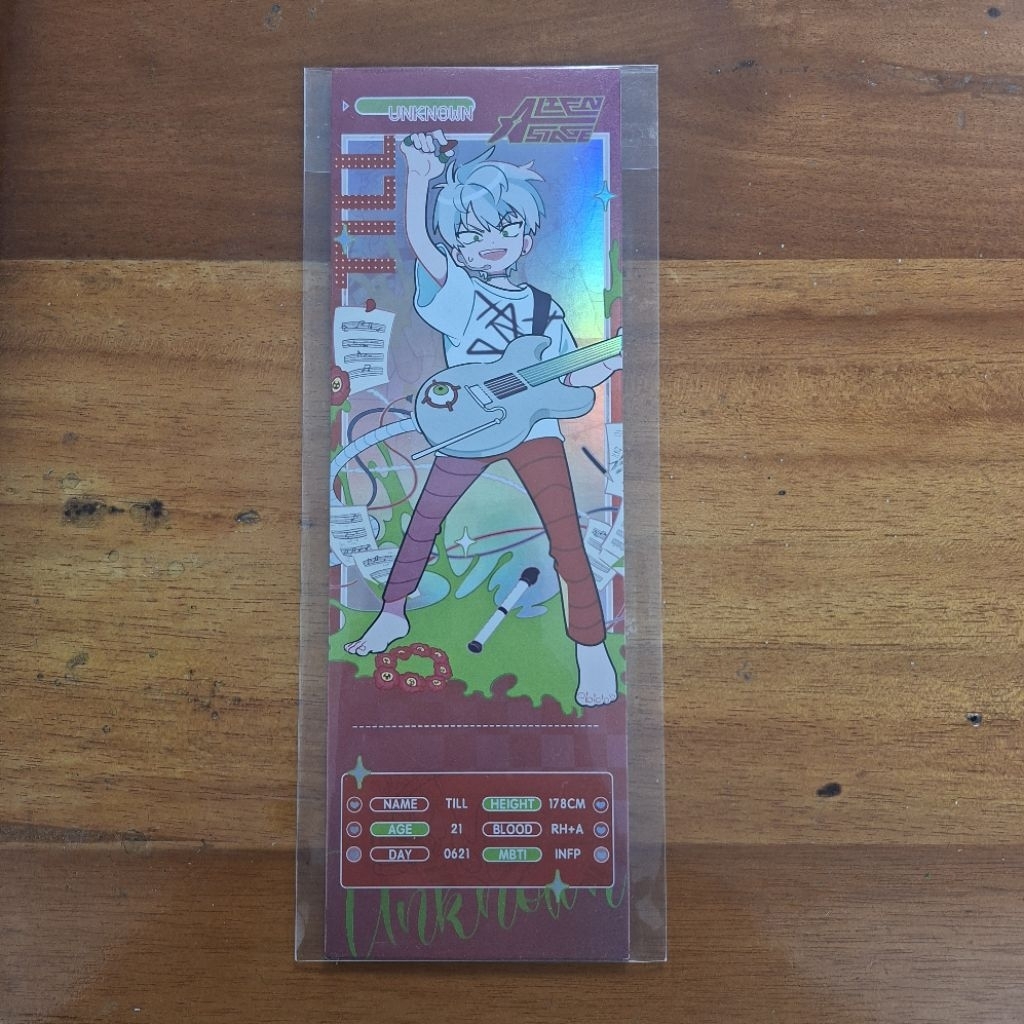 UNKNOWN
ALIEN
STAGE
TILL
NAME TILL HEIGHT 178CM
AGE 21 BLOOD RH+A
DAY 0621 MBTI INFP
Unknown